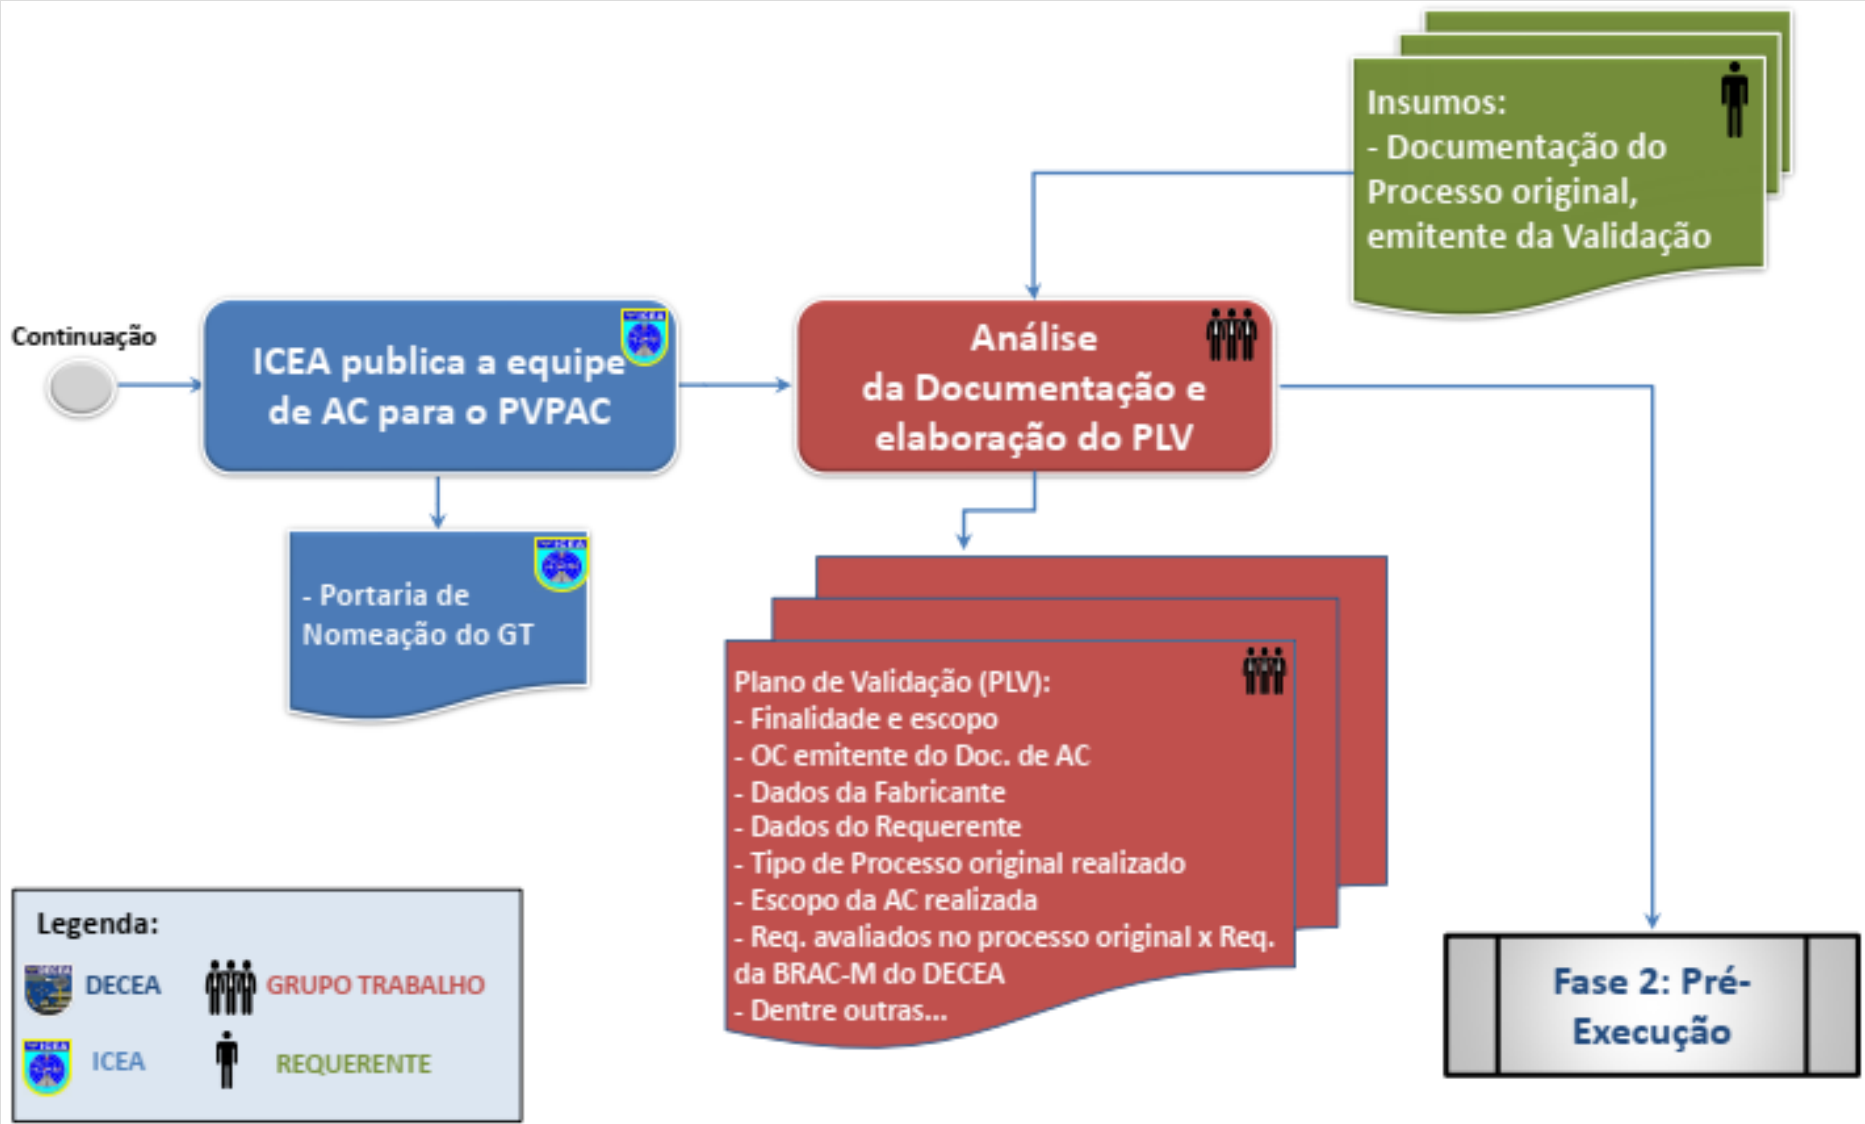 Insumos:
- Documentação do
Processo original,
emitente da Validação
Continuação
ICEA publica a equipe
de AC para o PVPAC
Análise
da Documentação e
elaboração do PLV
- Portaria de
Nomeação do GT
Plano de Validação (PLV):
- Finalidade e escopo
- OC emitente do Doc. de AC
- Dados da Fabricante
- Dados do Requerente
- Tipo de Processo original realizado
- Escopo da AC realizada
- Req. avaliados no processo original x Req.
da BRAC-M do DECEA
- Dentre outras...
Fase 2: Pré-
Execução
Legenda:
DECEA
GRUPO TRABALHO
ICEA
REQUERENTE